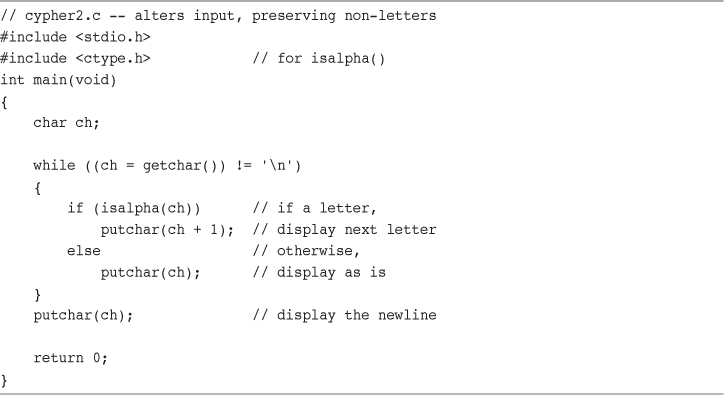 // cypher2.c -- alters input, preserving non-letters
#include <stdio.h>
#include <ctype.h>            // for isalpha()
int main(void)
{
    char ch;

    while ((ch = getchar()) != '\n')
    {
        if (isalpha(ch))      // if a letter,
            putchar(ch + 1);  // display next letter
        else                  // otherwise,
            putchar(ch);      // display as is
    }
    putchar(ch);              // display the newline

    return 0;
}